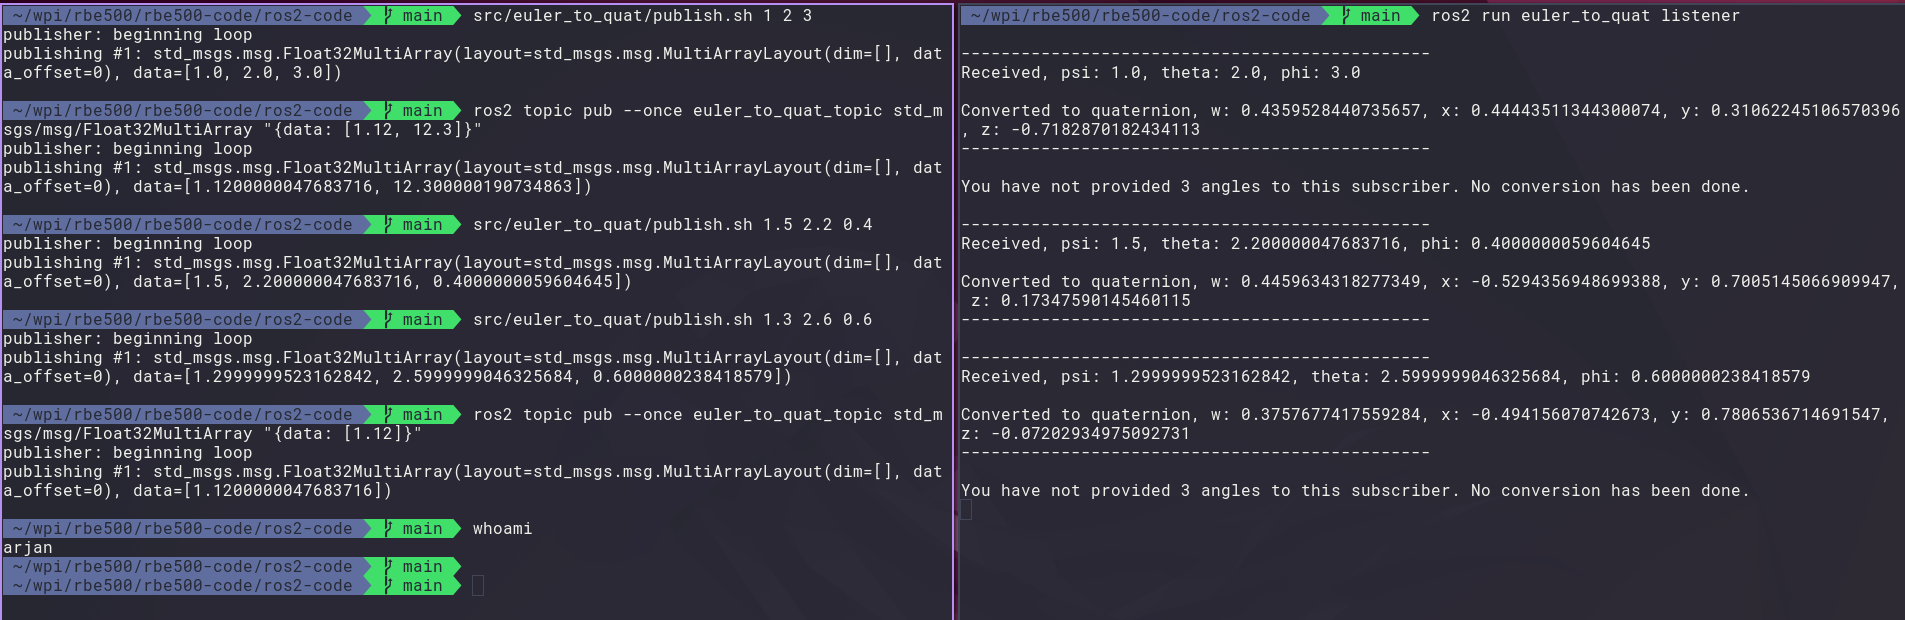 ~/wpi/rbe500/rbe500-code/ros2-code main src/euler_to_quat/publish.sh 1 2 3
publisher: beginning loop
publishing #1: std_msgs.msg.Float32MultiArray(layout=std_msgs.msg.MultiArrayLayout(dim=[], dat
a_offset=0), data=[1.0, 2.0, 3.0])
~/wpi/rbe500/rbe500-code/ros2-code main ros2 topic pub --once euler_to_quat_topic std_m
sgs/msg/Float32MultiArray "{data: [1.12, 12.3]}"
publisher: beginning loop
publishing #1: std_msgs.msg.Float32MultiArray(layout=std_msgs.msg.MultiArrayLayout(dim=[], dat
a_offset=0), data=[1.1200000047683716, 12.300000190734863])
~/wpi/rbe500/rbe500-code/ros2-code main src/euler_to_quat/publish.sh 1.5 2.2 0.4
publisher: beginning loop
publishing #1: std_msgs.msg.Float32MultiArray(layout=std_msgs.msg.MultiArrayLayout(dim=[], dat
a_offset=0), data=[1.5, 2.200000047683716, 0.4000000059604645])
~/wpi/rbe500/rbe500-code/ros2-code main src/euler_to_quat/publish.sh 1.3 2.6 0.6
publisher: beginning loop
publishing #1: std_msgs.msg.Float32MultiArray(layout=std_msgs.msg.MultiArrayLayout(dim=[], dat
a_offset=0), data=[1.2999999523162842, 2.5999999046325684, 0.6000000238418579])
~/wpi/rbe500/rbe500-code/ros2-code main ros2 topic pub --once euler_to_quat_topic std_m
sgs/msg/Float32MultiArray "{data: [1.12]}"
publisher: beginning loop
publishing #1: std_msgs.msg.Float32MultiArray(layout=std_msgs.msg.MultiArrayLayout(dim=[], dat
a_offset=0), data=[1.1200000047683716])
~/wpi/rbe500/rbe500-code/ros2-code main whoami
arjan
~/wpi/rbe500/rbe500-code/ros2-code main
~/wpi/rbe500/rbe500-code/ros2-code main
~/wpi/rbe500/rbe500-code/ros2-code main ros2 run euler_to_quat listener
-----------------------------------------------
Received, psi: 1.0, theta: 2.0, phi: 3.0
Converted to quaternion, w: 0.4359528440735657, x: 0.44443511344300074, y: 0.31062245106570396
, z: -0.7182870182434113
-----------------------------------------------
You have not provided 3 angles to this subscriber. No conversion has been done.
-----------------------------------------------
Received, psi: 1.5, theta: 2.200000047683716, phi: 0.4000000059604645
Converted to quaternion, w: 0.4459634318277349, x: -0.5294356948699388, y: 0.7005145066909947,
z: 0.17347590145460115
-----------------------------------------------
-----------------------------------------------
Received, psi: 1.2999999523162842, theta: 2.5999999046325684, phi: 0.6000000238418579
Converted to quaternion, w: 0.3757677417559284, x: -0.494156070742673, y: 0.7806536714691547,
z: -0.07202934975092731
-----------------------------------------------
You have not provided 3 angles to this subscriber. No conversion has been done.